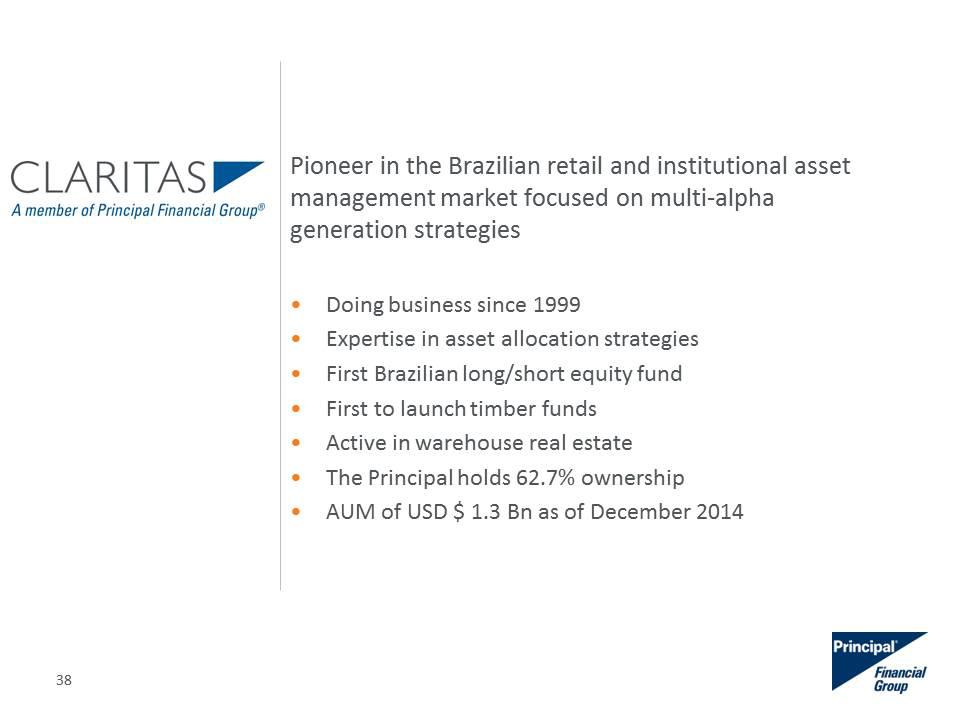 CLARITAS
A member of Principal Financial Group®
Pioneer in the Brazilian retail and institutional asset
management market focused on multi-alpha
generation strategies
• Doing business since 1999
• Expertise in asset allocation strategies
• First Brazilian long/short equity fund
• First to launch timber funds
• Active in warehouse real estate
• The Principal holds 62.7% ownership
• AUM of USD $ 1.3 Bn as of December 2014
38
Principal®
Financial
Group